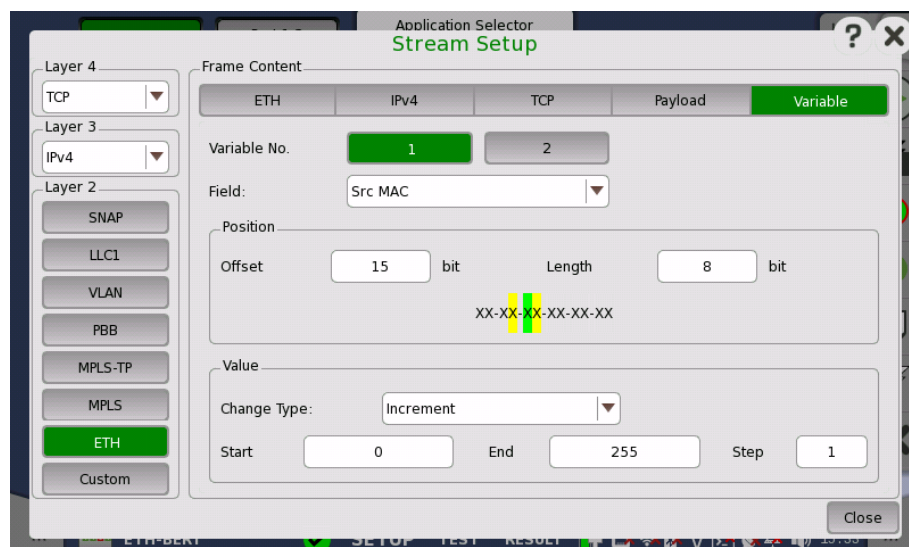 Application Selector
Stream Setup
? X
Layer 4
TCP
Layer 3
IPv4
Layer 2
SNAP
LLC1
VLAN
PBB
MPLS-TP
MPLS
ETH
Custom
Frame Content
ETH IPv4 TCP Payload Variable
Variable No. 1 2
Field: Src MAC
Position
Offset 15 bit Length 8 bit
XX-XX-XX-XX-XX-XX
Value
Change Type: Increment
Start 0 End 255 Step 1
Close
ETH-BERT SETUP TEST RESULT